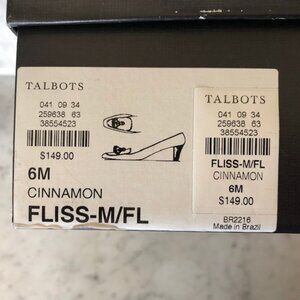 TALBOTS
041 09 34
259638 63
38554523
$149.00
6M
CINNAMON
FLISS-M/FL
TALBOTS
041 09 34
259638 63
38554523
FLISS-M/FL
CINNAMON
6M
$149.00
BR2216
Made in Brazil